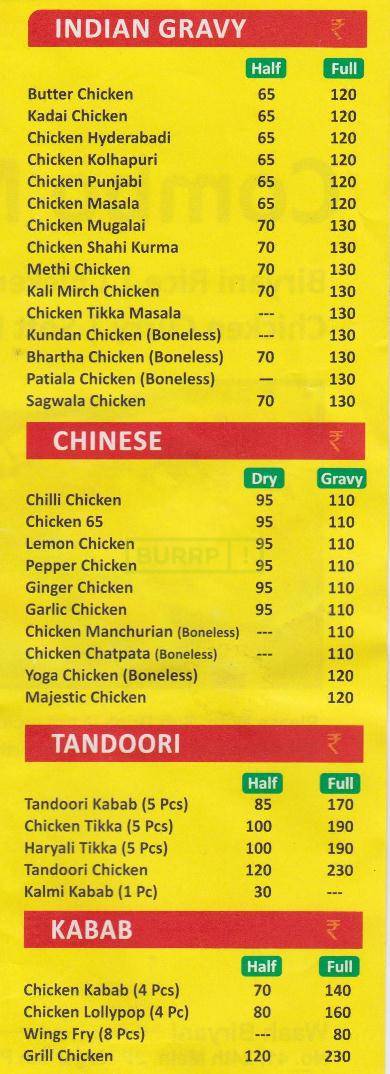 INDIAN GRAVY ₹
Half Full
Butter Chicken 65 120
Kadai Chicken 65 120
Chicken Hyderabadi 65 120
Chicken Kolhapuri 65 120
Chicken Punjabi 65 120
Chicken Masala 65 120
Chicken Mugalai 70 130
Chicken Shahi Kurma 70 130
Methi Chicken 70 130
Kali Mirch Chicken 70 130
Chicken Tikka Masala --- 130
Kundan Chicken (Boneless) --- 130
Bhartha Chicken (Boneless) 70 130
Patiala Chicken (Boneless) — 130
Sagwala Chicken 70 130
CHINESE ₹
Dry Gravy
Chilli Chicken 95 110
Chicken 65 95 110
Lemon Chicken 95 110
BURRP!
Pepper Chicken 95 110
Ginger Chicken 95 110
Garlic Chicken 95 110
Chicken Manchurian (Boneless) --- 110
Chicken Chatpata (Boneless) --- 110
Yoga Chicken (Boneless) 120
Majestic Chicken 120
TANDOORI ₹
Half Full
Tandoori Kabab (5 Pcs) 85 170
Chicken Tikka (5 Pcs) 100 190
Haryali Tikka (5 Pcs) 100 190
Tandoori Chicken 120 230
Kalmi Kabab (1 Pc) 30 ---
KABAB ₹
Half Full
Chicken Kabab (4 Pcs) 70 140
Chicken Lollypop (4 Pc) 80 160
Wings Fry (8 Pcs) --- 80
Grill Chicken 120 230